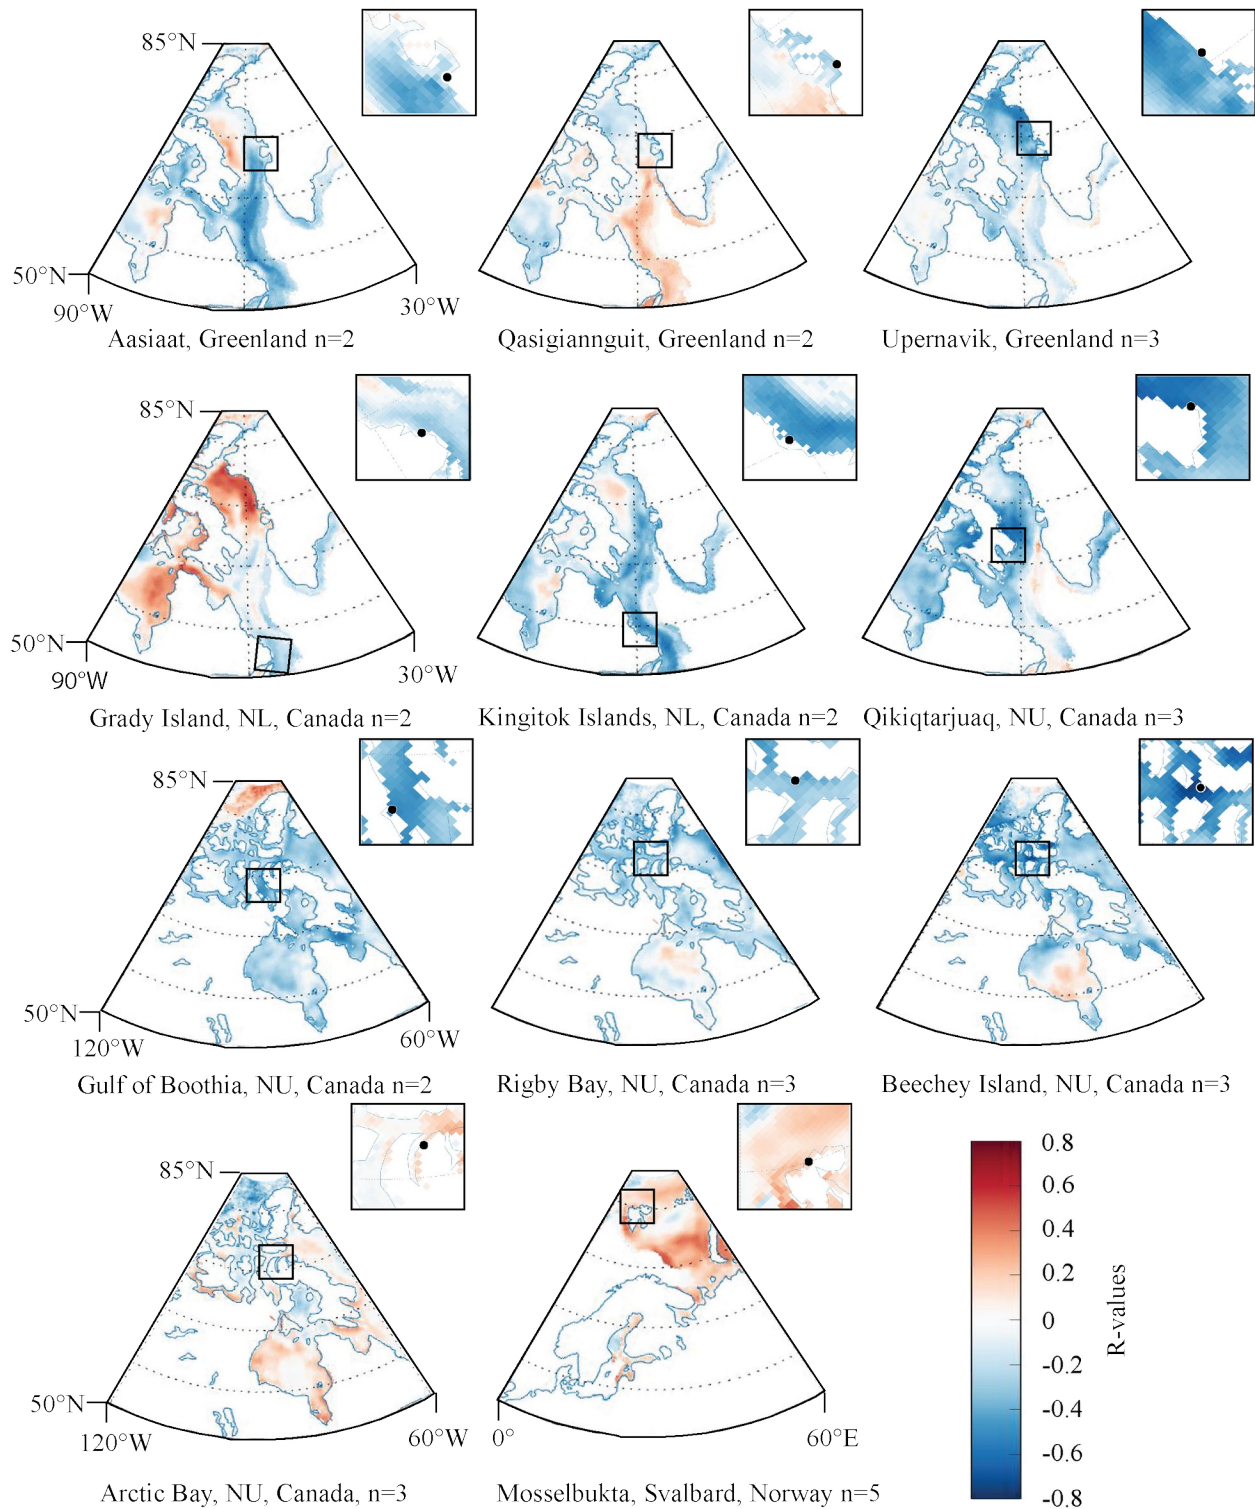 85°N
50°N
90°W
30°W
Aasiaat, Greenland n=2
Qasigiannguit, Greenland n=2
Upernavik, Greenland n=3
85°N
50°N
90°W
30°W
Grady Island, NL, Canada n=2
Kingitok Islands, NL, Canada n=2
Qikiqtarjuaq, NU, Canada n=3
85°N
50°N
120°W
60°W
Gulf of Boothia, NU, Canada n=2
Rigby Bay, NU, Canada n=3
Beechey Island, NU, Canada n=3
85°N
50°N
120°W
60°W
0°
60°E
Arctic Bay, NU, Canada, n=3
Mosselbukta, Svalbard, Norway n=5
0.8
0.6
0.4
0.2
0
-0.2
-0.4
-0.6
-0.8
R-values